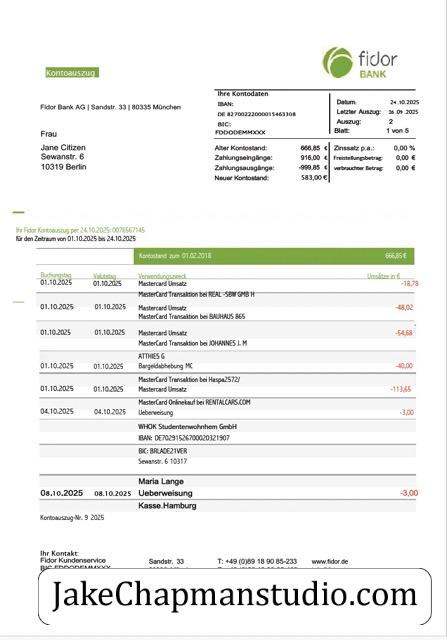 fidor
BANK
Kontoauszug
Fidor Bank AG | Sandstr. 33 | 80335 München
Frau
Jane Citizen
Sewanstr. 6
10319 Berlin
Ihre Kontodaten
IBAN:
DE 82700222000015463308
BIC:
FDDODEMMXXX
Datum: 24.10.2025
Letzter Auszug: 26.09.2025
Auszug: 2
Blatt: 1 von 5
Alter Kontostand: 666,85 €
Zahlungseingänge: 916,00 €
Zahlungsausgänge: -999,85 €
Neuer Kontostand: 583,00 €
Zinssatz p.a.: 0,00 %
Freistellungsbetrag: 0,00 €
verbrauchter Betrag: 0,00 €
Ihr Fidor Kontoauszug per 24.10.2025: 0076567145
für den Zeitraum von 01.10.2025 bis 24.10.2025
Kontostand zum 01.02.2018 666,85 €
Buchungstag Valutatag Verwendungszweck Umsätze in €
01.10.2025 01.10.2025 Mastercard Umsatz -18,78
MasterCard Transaktion bei REAL -SBW GMB H
01.10.2025 01.10.2025 Mastercard Umsatz -48,02
MasterCard Transaktion bei BAUHAUS 865
01.10.2025 01.10.2025 Mastercard Umsatz -54,68
MasterCard Transaktion bei JOHANNES J. M
ATTHIES G
01.10.2025 01.10.2025 Bargeldabhebung MC -40,00
MasterCard Transaktion bei Haspa2572/
01.10.2025 01.10.2025 Mastercard Umsatz -113,65
MasterCard Onlinekauf bei RENTALCARS.COM
04.10.2025 04.10.2025 Ueberweisung -3,00
WHOK Studentenwohnhem GmbH
IBAN: DE70291526700020321907
BIC: BRLADE21VER
Sewanstr. 6 10317
Maria Lange
08.10.2025 08.10.2025 Ueberweisung -3,00
Kasse.Hamburg
Kontoauszug-Nr. 9 2025
Ihr Kontakt:
Fidor Kundenservice Sandstr. 33 T: +49 (0)89 18 90 85-233 www.fidor.de
JakeChapmanstudio.com